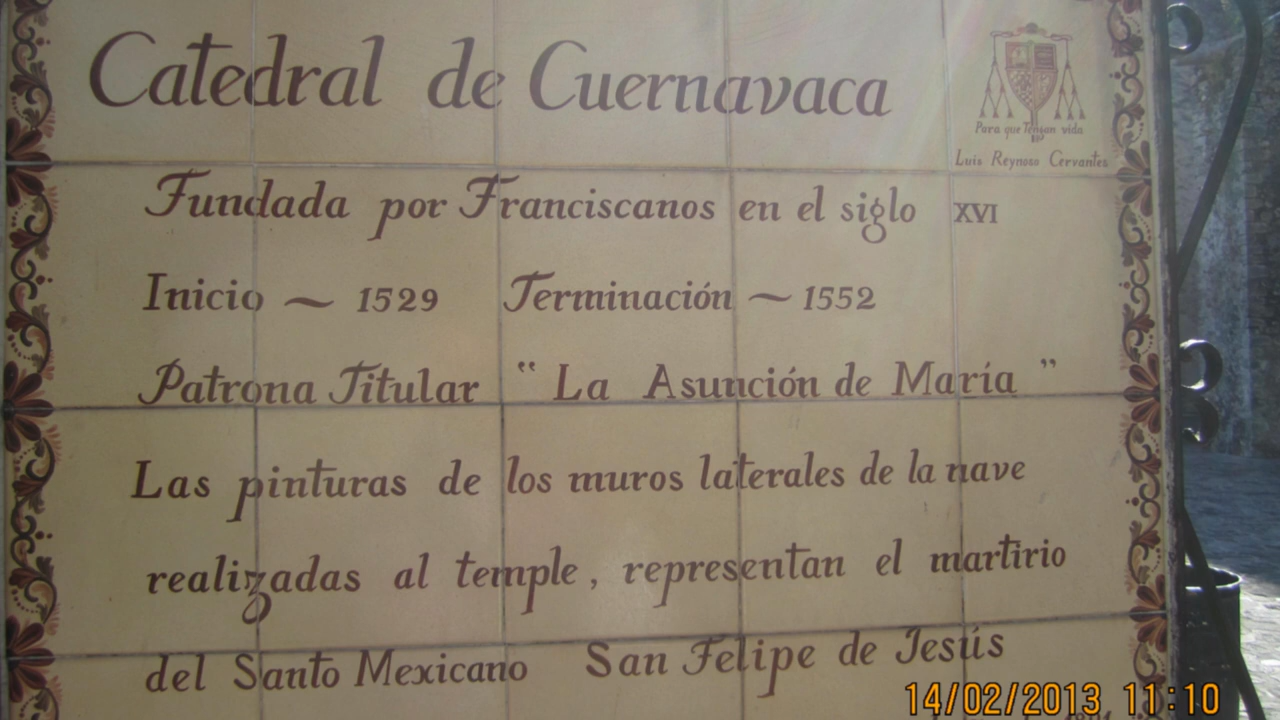 Catedral de Cuernavaca
Para que Tengan vida
Luis Reynoso Cervantes
Fundada por Franciscanos en el siglo XVI
Inicio ~ 1529 Terminación ~ 1552
Patrona Titular “ La Asunción de María ”
Las pinturas de los muros laterales de la nave
realizadas al temple, representan el martirio
del Santo Mexicano San Felipe de Jesús
14/02/2013 11:10